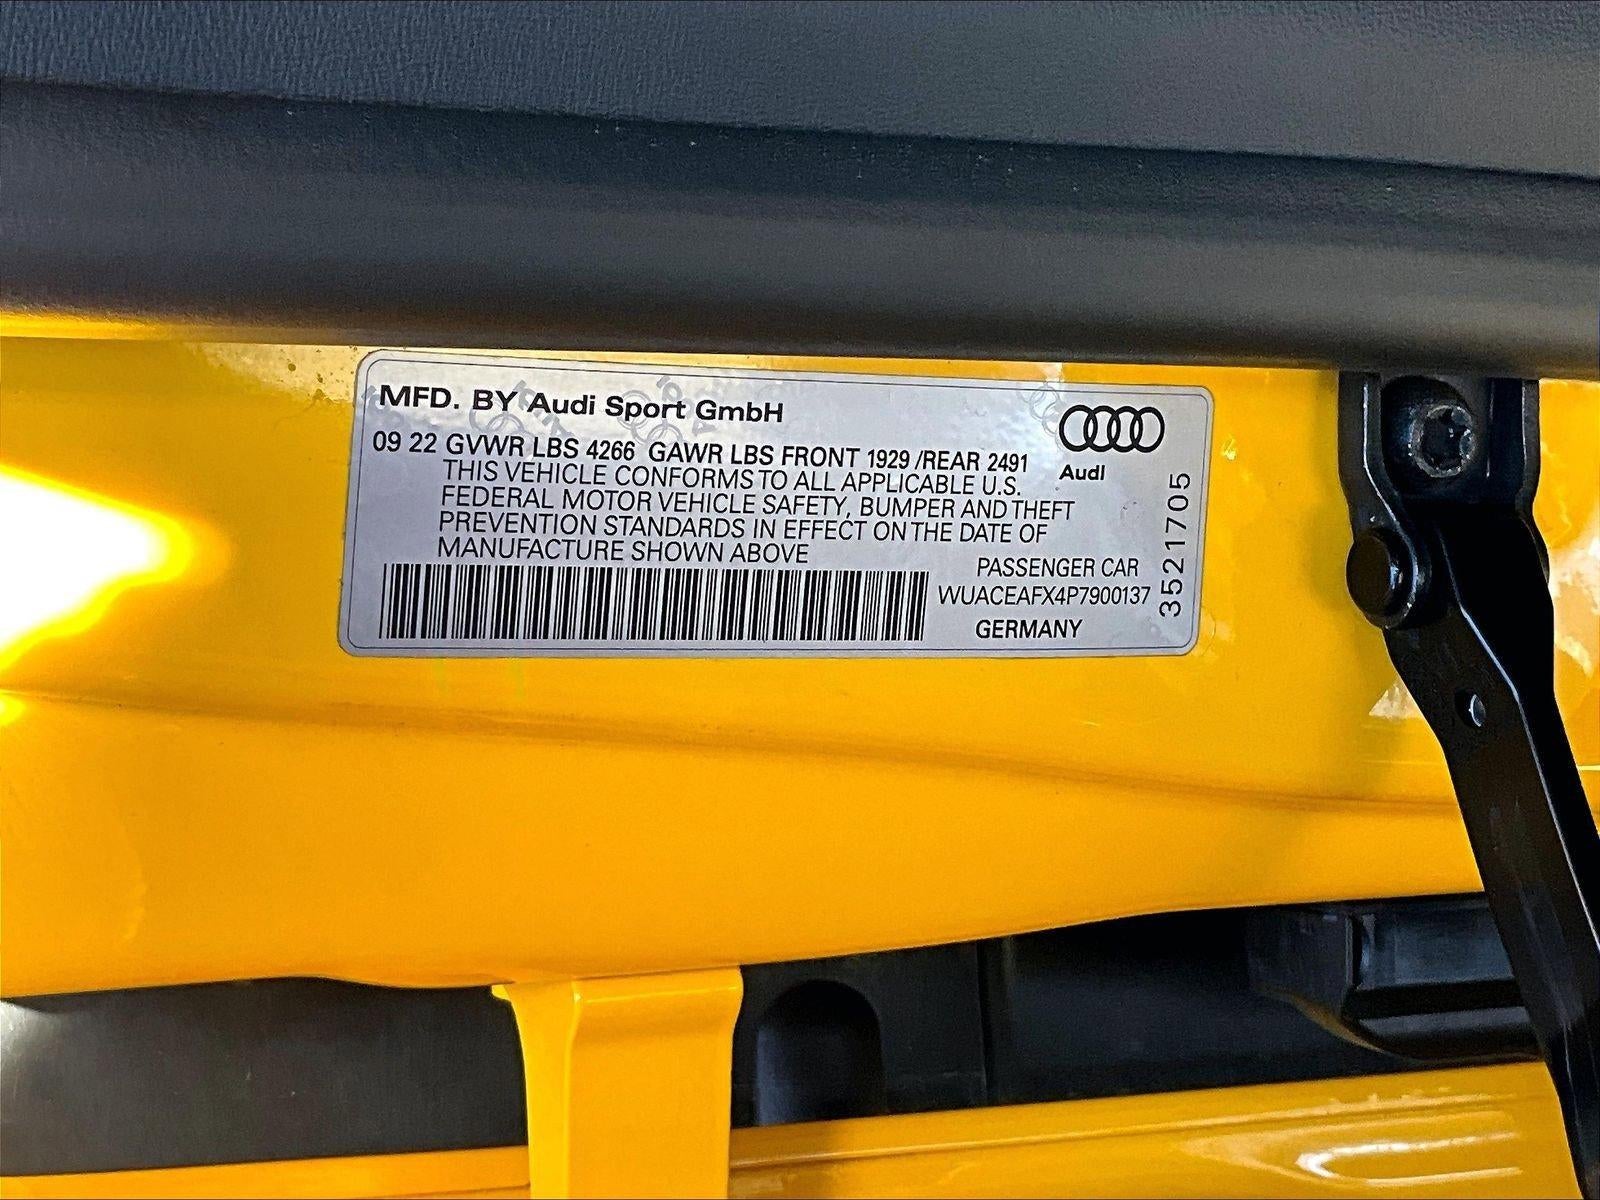 MFD. BY Audi Sport GmbH
09 22 GVWR LBS 4266 GAWR LBS FRONT 1929 /REAR 2491
THIS VEHICLE CONFORMS TO ALL APPLICABLE U.S.
FEDERAL MOTOR VEHICLE SAFETY, BUMPER AND THEFT
PREVENTION STANDARDS IN EFFECT ON THE DATE OF
MANUFACTURE SHOWN ABOVE
Audi
PASSENGER CAR
WUACEAFX4P7900137
GERMANY
3521705